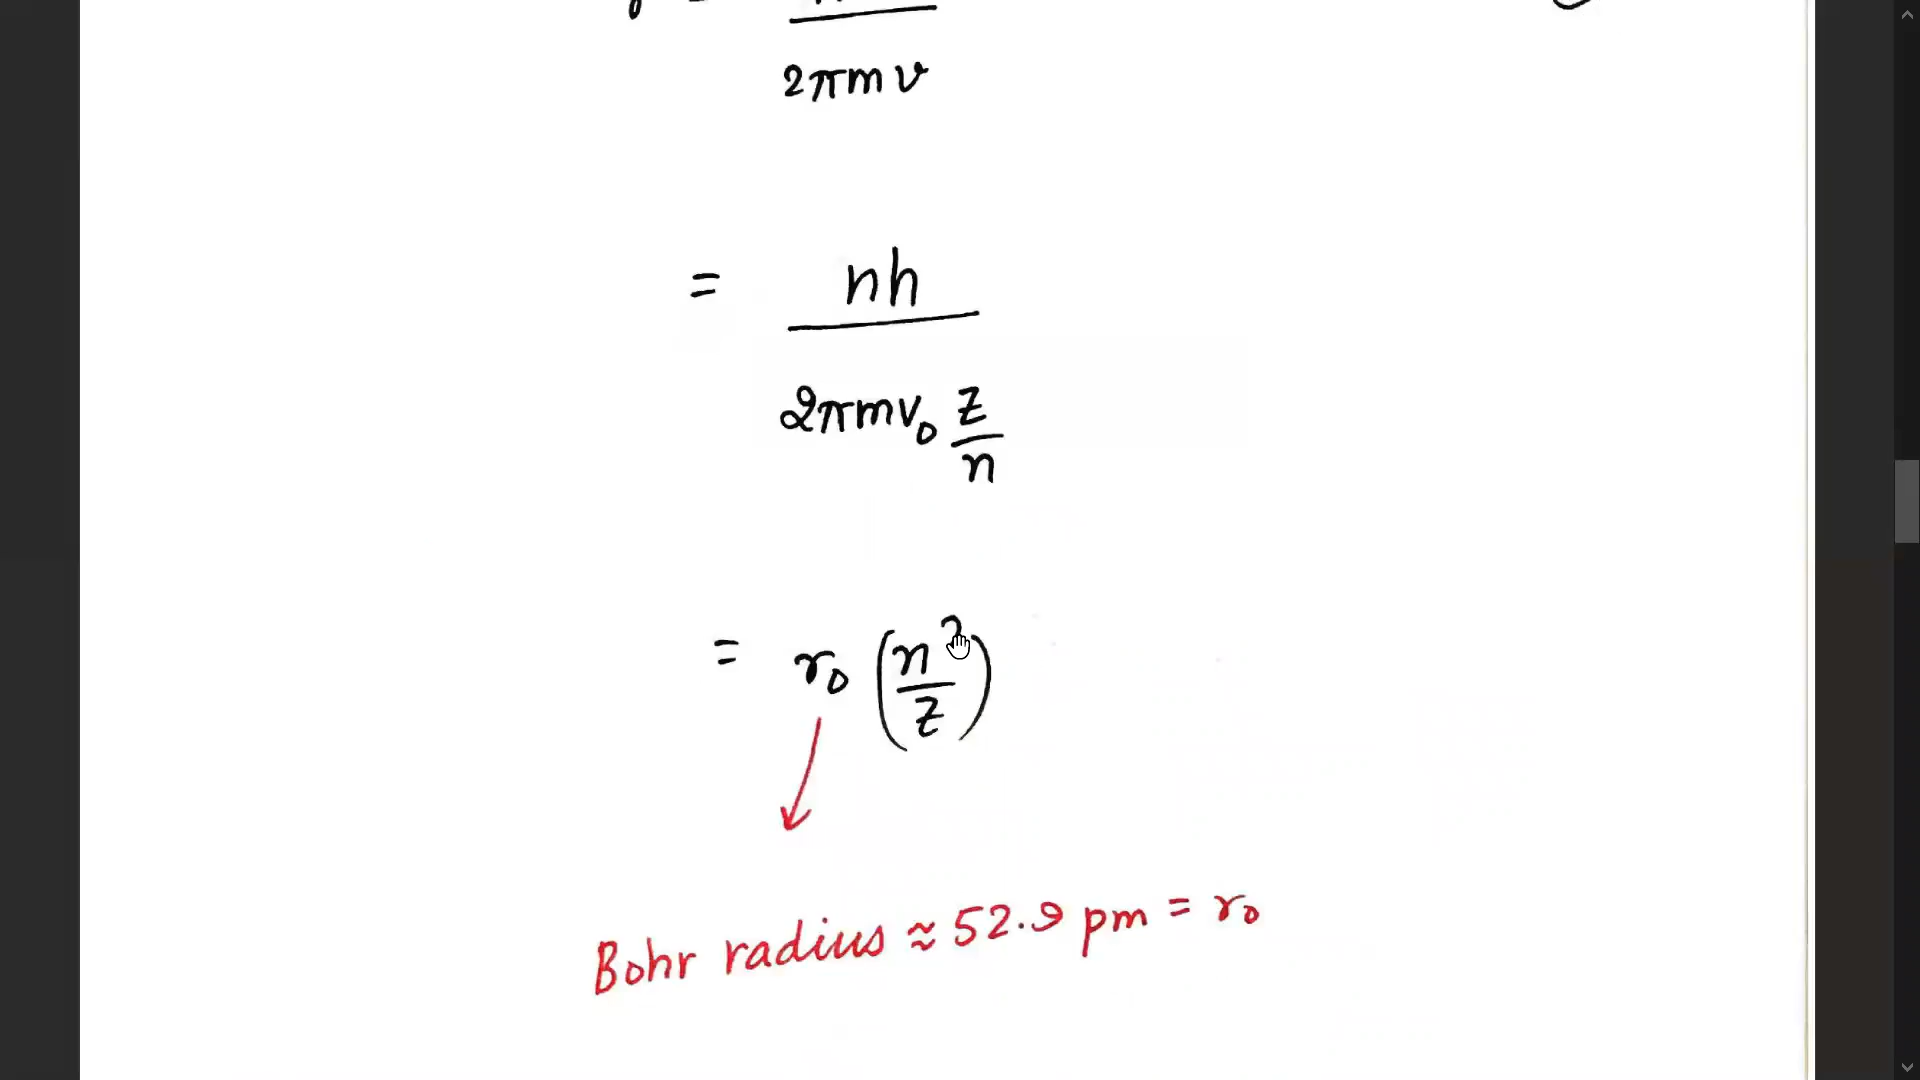 2πmv
= nh
2πmv₀ z
n
= r₀ (n²
z)
Bohr radius ≈ 52.9 pm = r₀